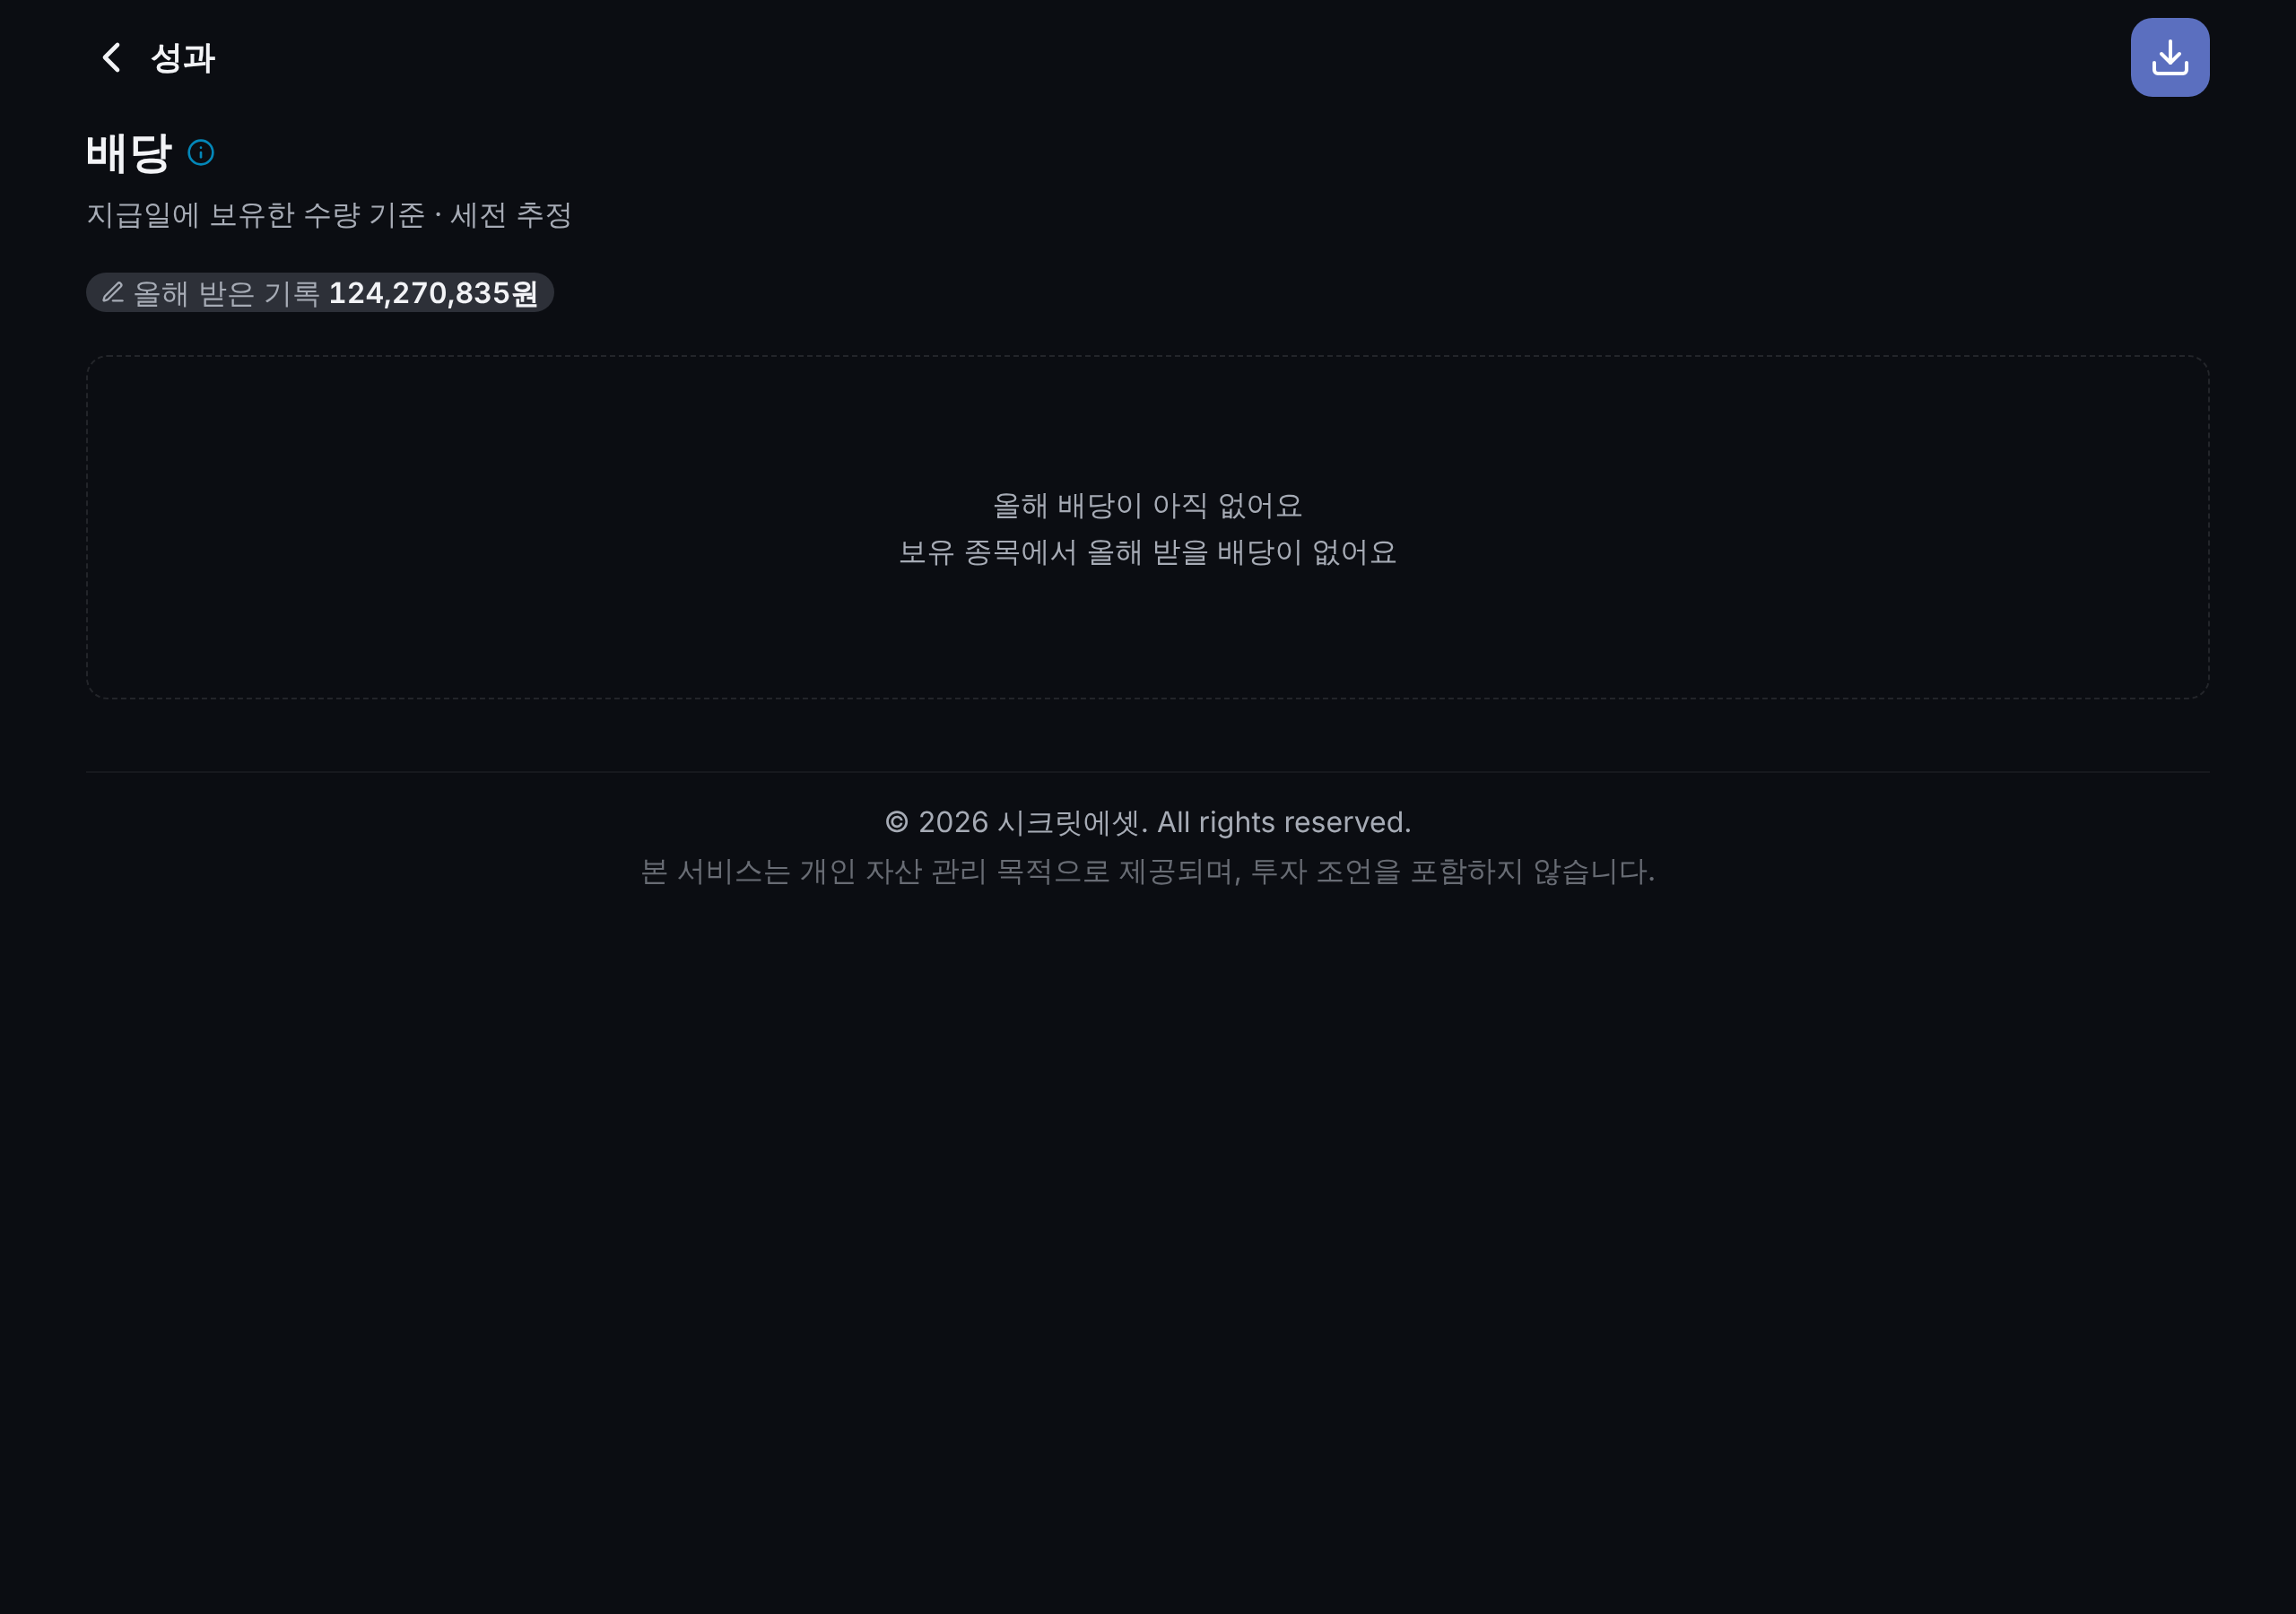 성과
배당
지급일에 보유한 수량 기준 · 세전 추정
올해 받은 기록 124,270,835원
올해 배당이 아직 없어요
보유 종목에서 올해 받을 배당이 없어요
© 2026 시크릿에셋. All rights reserved.
본 서비스는 개인 자산 관리 목적으로 제공되며, 투자 조언을 포함하지 않습니다.